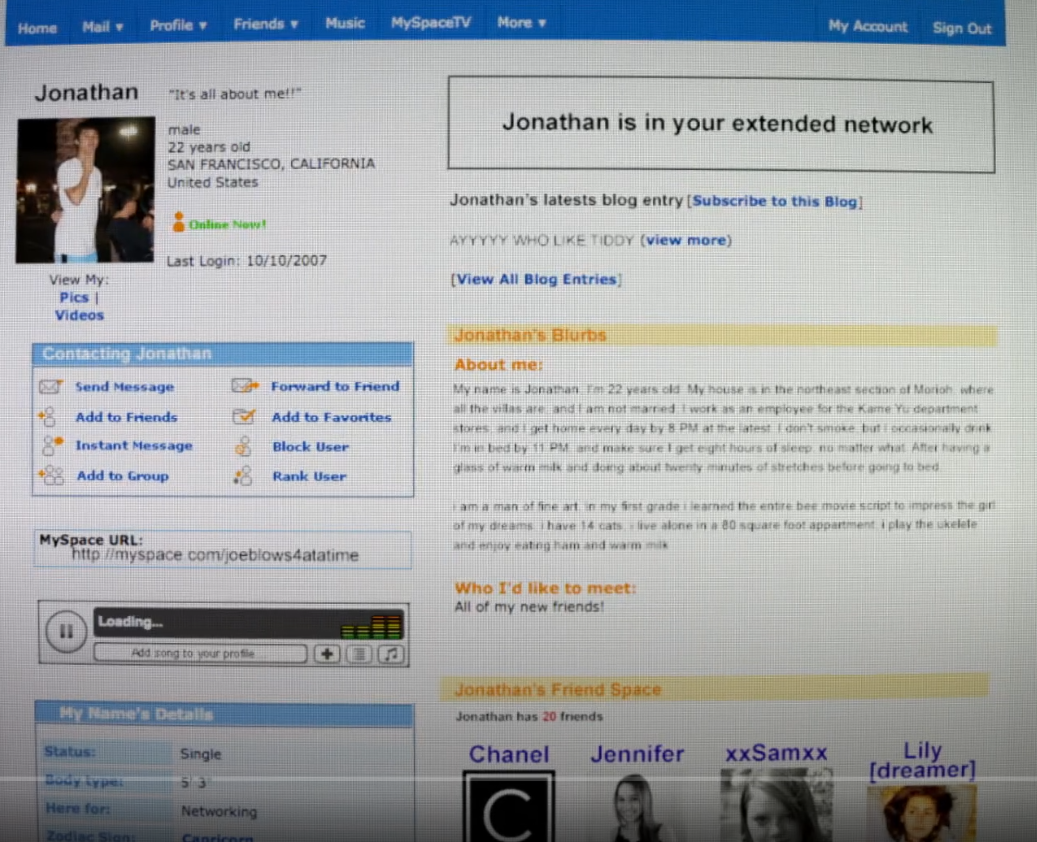 Home Mail ▾ Profile ▾ Friends ▾ Music MySpaceTV More ▾ My Account Sign Out
Jonathan
"It's all about me!!"
male
22 years old
SAN FRANCISCO, CALIFORNIA
United States
Online Now!
Last Login: 10/10/2007
View My:
Pics |
Videos
Contacting Jonathan
Send Message Forward to Friend
Add to Friends Add to Favorites
Instant Message Block User
Add to Group Rank User
MySpace URL:
http://myspace.com/joeblows4atatime
Loading...
Add song to your profile...
My Name's Details
Status: Single
Body type: 5' 3"
Here for: Networking
Zodiac Sign: Capricorn
Jonathan is in your extended network
Jonathan's latests blog entry [Subscribe to this Blog]
AYYYYY WHO LIKE TIDDY (view more)
[View All Blog Entries]
Jonathan's Blurbs
About me:
My name is Jonathan. I'm 22 years old. My house is in the northeast section of Morioh, where
all the villas are, and I am not married. I work as an employee for the Kame Yu department
stores, and I get home every day by 8 PM at the latest. I don't smoke, but I occasionally drink.
I'm in bed by 11 PM, and make sure I get eight hours of sleep, no matter what. After having a
glass of warm milk and doing about twenty minutes of stretches before going to bed.
i am a man of fine art. in my first grade i learned the entire bee movie script to impress the girl
of my dreams. i have 14 cats. i live alone in a 80 square foot appartment. i play the ukelele
and enjoy eating ham and warm milk
Who I'd like to meet:
All of my new friends!
Jonathan's Friend Space
Jonathan has 20 friends
Chanel Jennifer xxSamxx Lily
[dreamer]